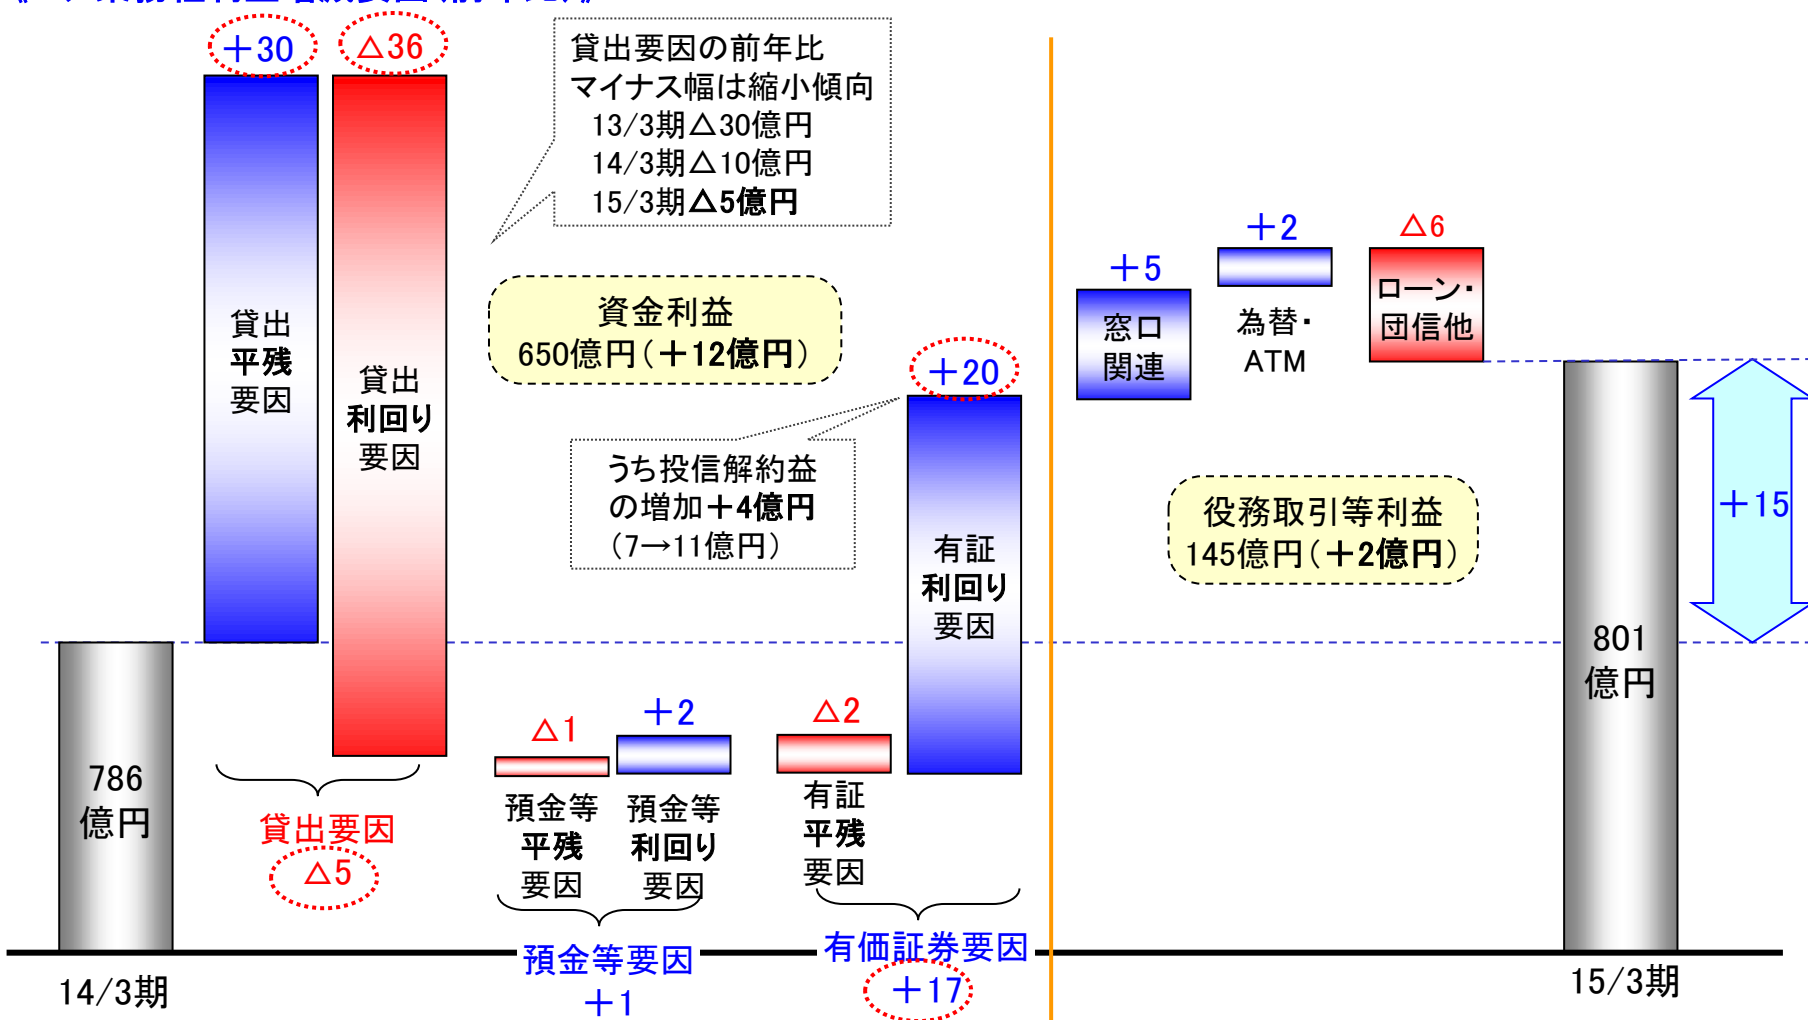 ＋30
△36
貸出要因の前年比
マイナス幅は縮小傾向
13/3期△30億円
14/3期△10億円
15/3期△5億円
貸出
平残
要因
貸出
利回り
要因
資金利益
650億円（＋12億円）
＋20
うち投信解約益
の増加＋4億円
（7→11億円）
有証
利回り
要因
＋5
窓口
関連
＋2
為替・
ATM
△6
ローン・
団信他
役務取引等利益
145億円（＋2億円）
＋15
786
億円
801
億円
△1
預金等
平残
要因
＋2
預金等
利回り
要因
△2
有証
平残
要因
貸出要因
△5
預金等要因
＋1
有価証券要因
＋17
14/3期
15/3期